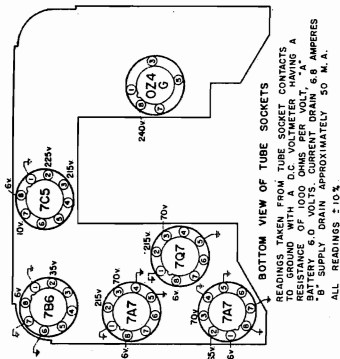 6v.
7B6
35v.
6v.
10v.
7C5
225v.
215v.
215v.
7A7
70v.
6v.
215v.
7Q7
70v.
6v.
7A7
70v.
6v.
240v.
OZ4
G
BOTTOM VIEW OF TUBE SOCKETS
READINGS TAKEN FROM TUBE SOCKET CONTACTS
TO GROUND WITH A D.C. VOLTMETER HAVING A
RESISTANCE OF 1000 OHMS PER VOLT, "A"
BATTERY 6.0 VOLTS. CURRENT DRAIN 6.8 AMPERES
"B" SUPPLY DRAIN APPROXIMATELY 50 M.A.
ALL READINGS ±10%.